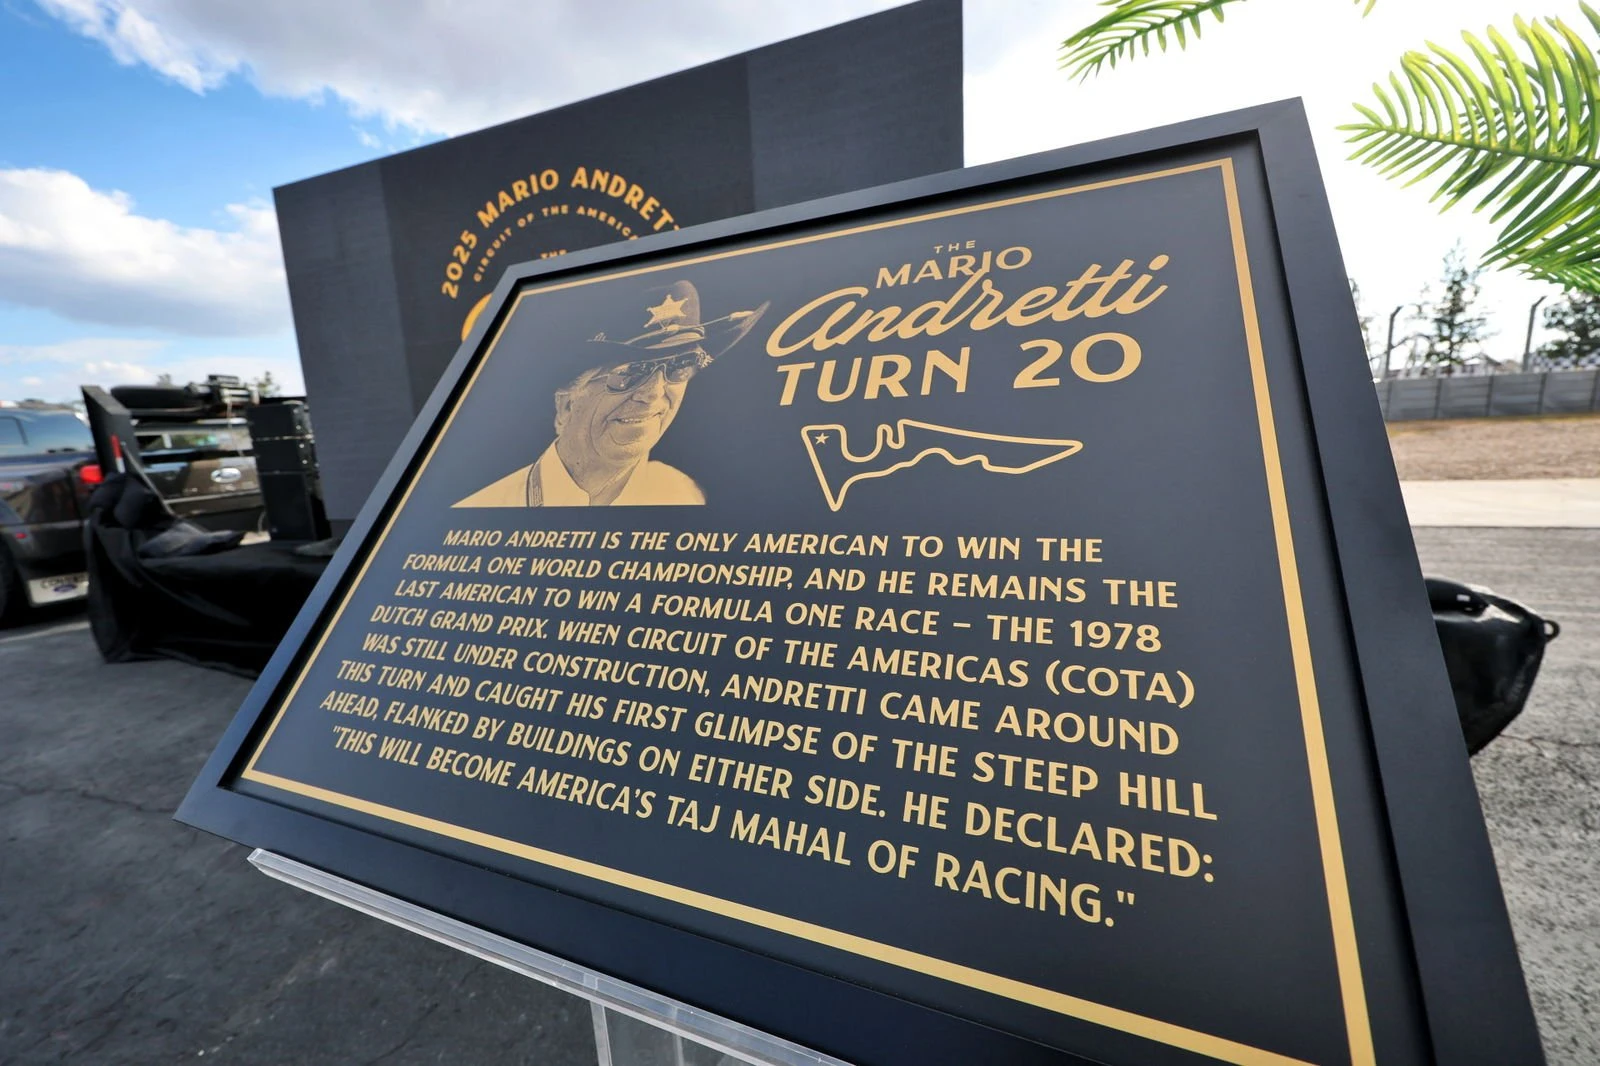 2025 MARIO ANDRETT
CIRCUIT OF THE AMERICA
THE
THE
MARIO
Andretti
TURN 20
MARIO ANDRETTI IS THE ONLY AMERICAN TO WIN THE
FORMULA ONE WORLD CHAMPIONSHIP, AND HE REMAINS THE
LAST AMERICAN TO WIN A FORMULA ONE RACE – THE 1978
DUTCH GRAND PRIX. WHEN CIRCUIT OF THE AMERICAS (COTA)
WAS STILL UNDER CONSTRUCTION, ANDRETTI CAME AROUND
THIS TURN AND CAUGHT HIS FIRST GLIMPSE OF THE STEEP HILL
AHEAD, FLANKED BY BUILDINGS ON EITHER SIDE. HE DECLARED:
"THIS WILL BECOME AMERICA'S TAJ MAHAL OF RACING."